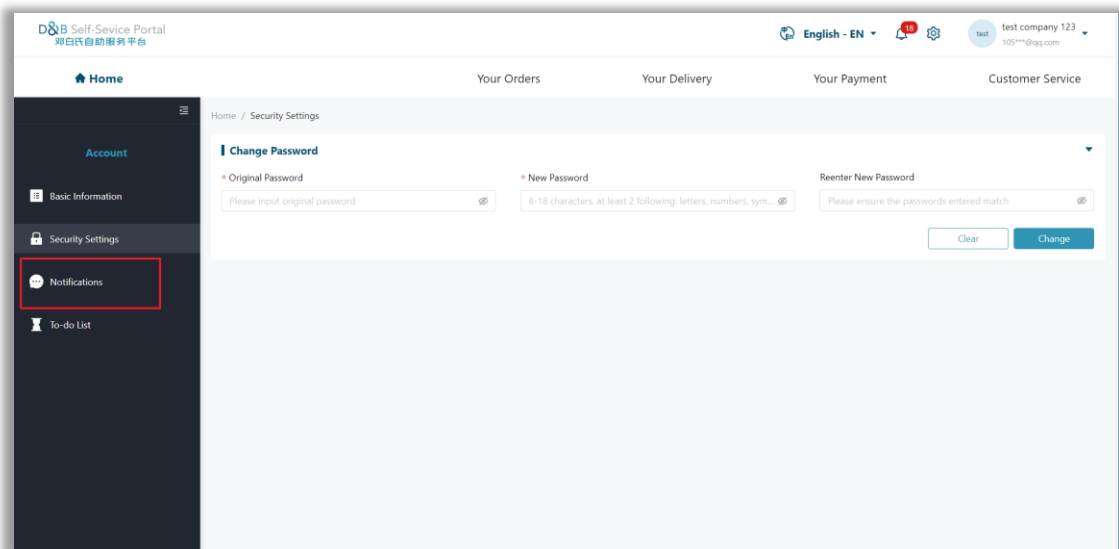 D&B Self-Sevice Portal
邓白氏自助服务平台
English - EN
18
test
test company 123
105***@qq.com
Home
Your Orders
Your Delivery
Your Payment
Customer Service
Account
Basic Information
Security Settings
Notifications
To-do List
Home / Security Settings
Change Password
* Original Password
* New Password
Reenter New Password
Please input original password
8-18 characters, at least 2 following: letters, numbers, sym...
Please ensure the passwords entered match
Clear
Change